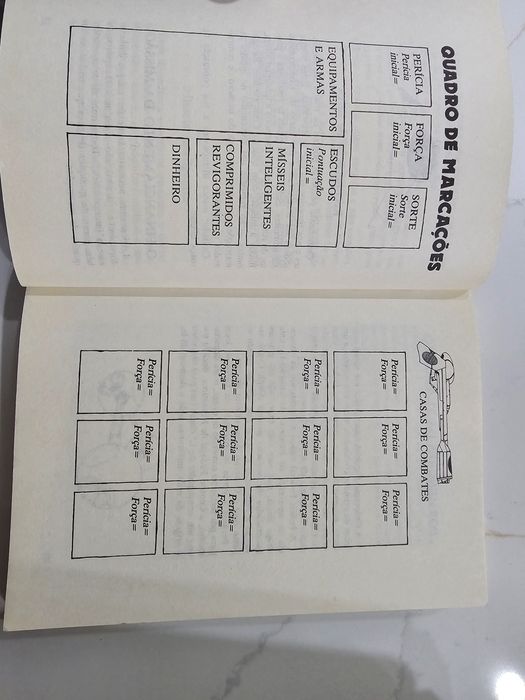 QUADRO DE MARCAÇÕES
PERÍCIA
Perícia
inicial=
FORÇA
Força
inicial=
SORTE
Sorte
inicial=
EQUIPAMENTOS
E ARMAS
ESCUDOS
Pontuação
inicial=
MÍSSEIS
INTELIGENTES
COMPRIMIDOS
REVIGORANTES
DINHEIRO
CASAS DE COMBATES
Perícia=
Força=
Perícia=
Força=
Perícia=
Força=
Perícia=
Força=
Perícia=
Força=
Perícia=
Força=
Perícia=
Força=
Perícia=
Força=
Perícia=
Força=
Perícia=
Força=
Perícia=
Força=
Perícia=
Força=